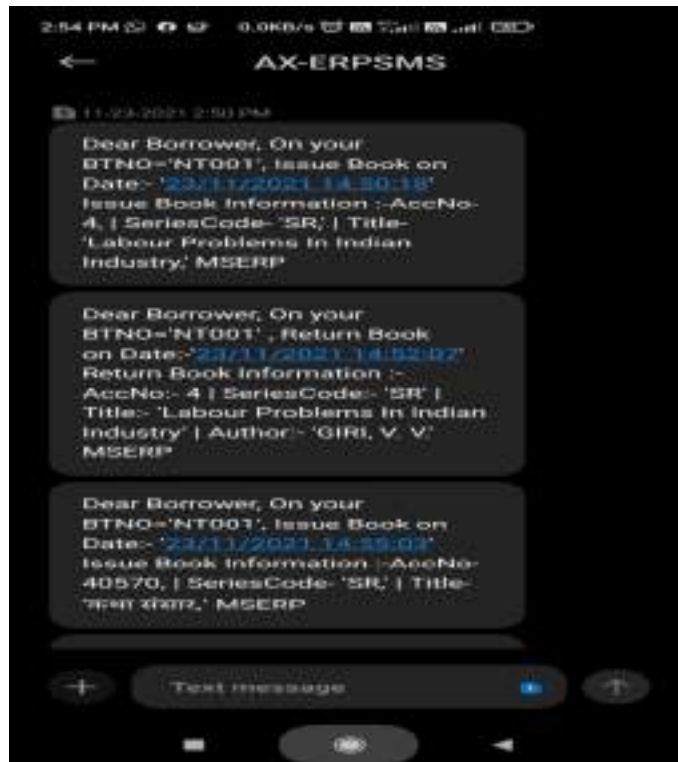 2:54 PM 0.0KB/s
AX-ERPSMS
11-23-2021 2:50 PM
Dear Borrower, On your
BTNO='NT001', Issue Book on
Date:- '23/11/2021 14:50:18'
Issue Book Information :-AccNo-
4, | SeriesCode- 'SR,' | Title-
'Labour Problems In Indian
Industry,' MSERP
Dear Borrower, On your
BTNO='NT001' , Return Book
on Date:-'23/11/2021 14:52:07'
Return Book Information :-
AccNo:- 4 | SeriesCode:- 'SR' |
Title:- 'Labour Problems In Indian
Industry' | Author:- 'GIRI, V. V.'
MSERP
Dear Borrower, On your
BTNO='NT001', Issue Book on
Date:- '23/11/2021 14:55:03'
Issue Book Information :-AccNo-
40570, | SeriesCode- 'SR,' | Title-
MSERP
Text message